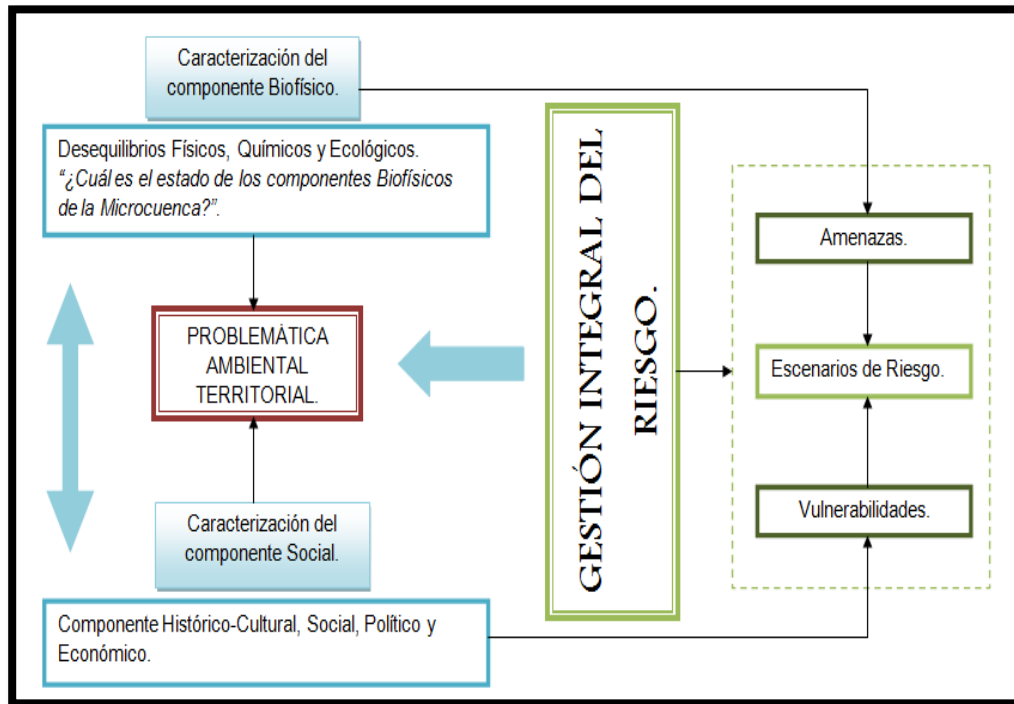 Caracterización del
componente Biofísico.
Desequilibrios Físicos, Químicos y Ecológicos.
“¿Cuál es el estado de los componentes Biofísicos
de la Microcuenca?”.
PROBLEMÀTICA
AMBIENTAL
TERRITORIAL.
Caracterización del
componente Social.
Componente Histórico-Cultural, Social, Político y
Económico.
GESTIÓN INTEGRAL DEL
RIESGO.
Amenazas.
Escenarios de Riesgo.
Vulnerabilidades.